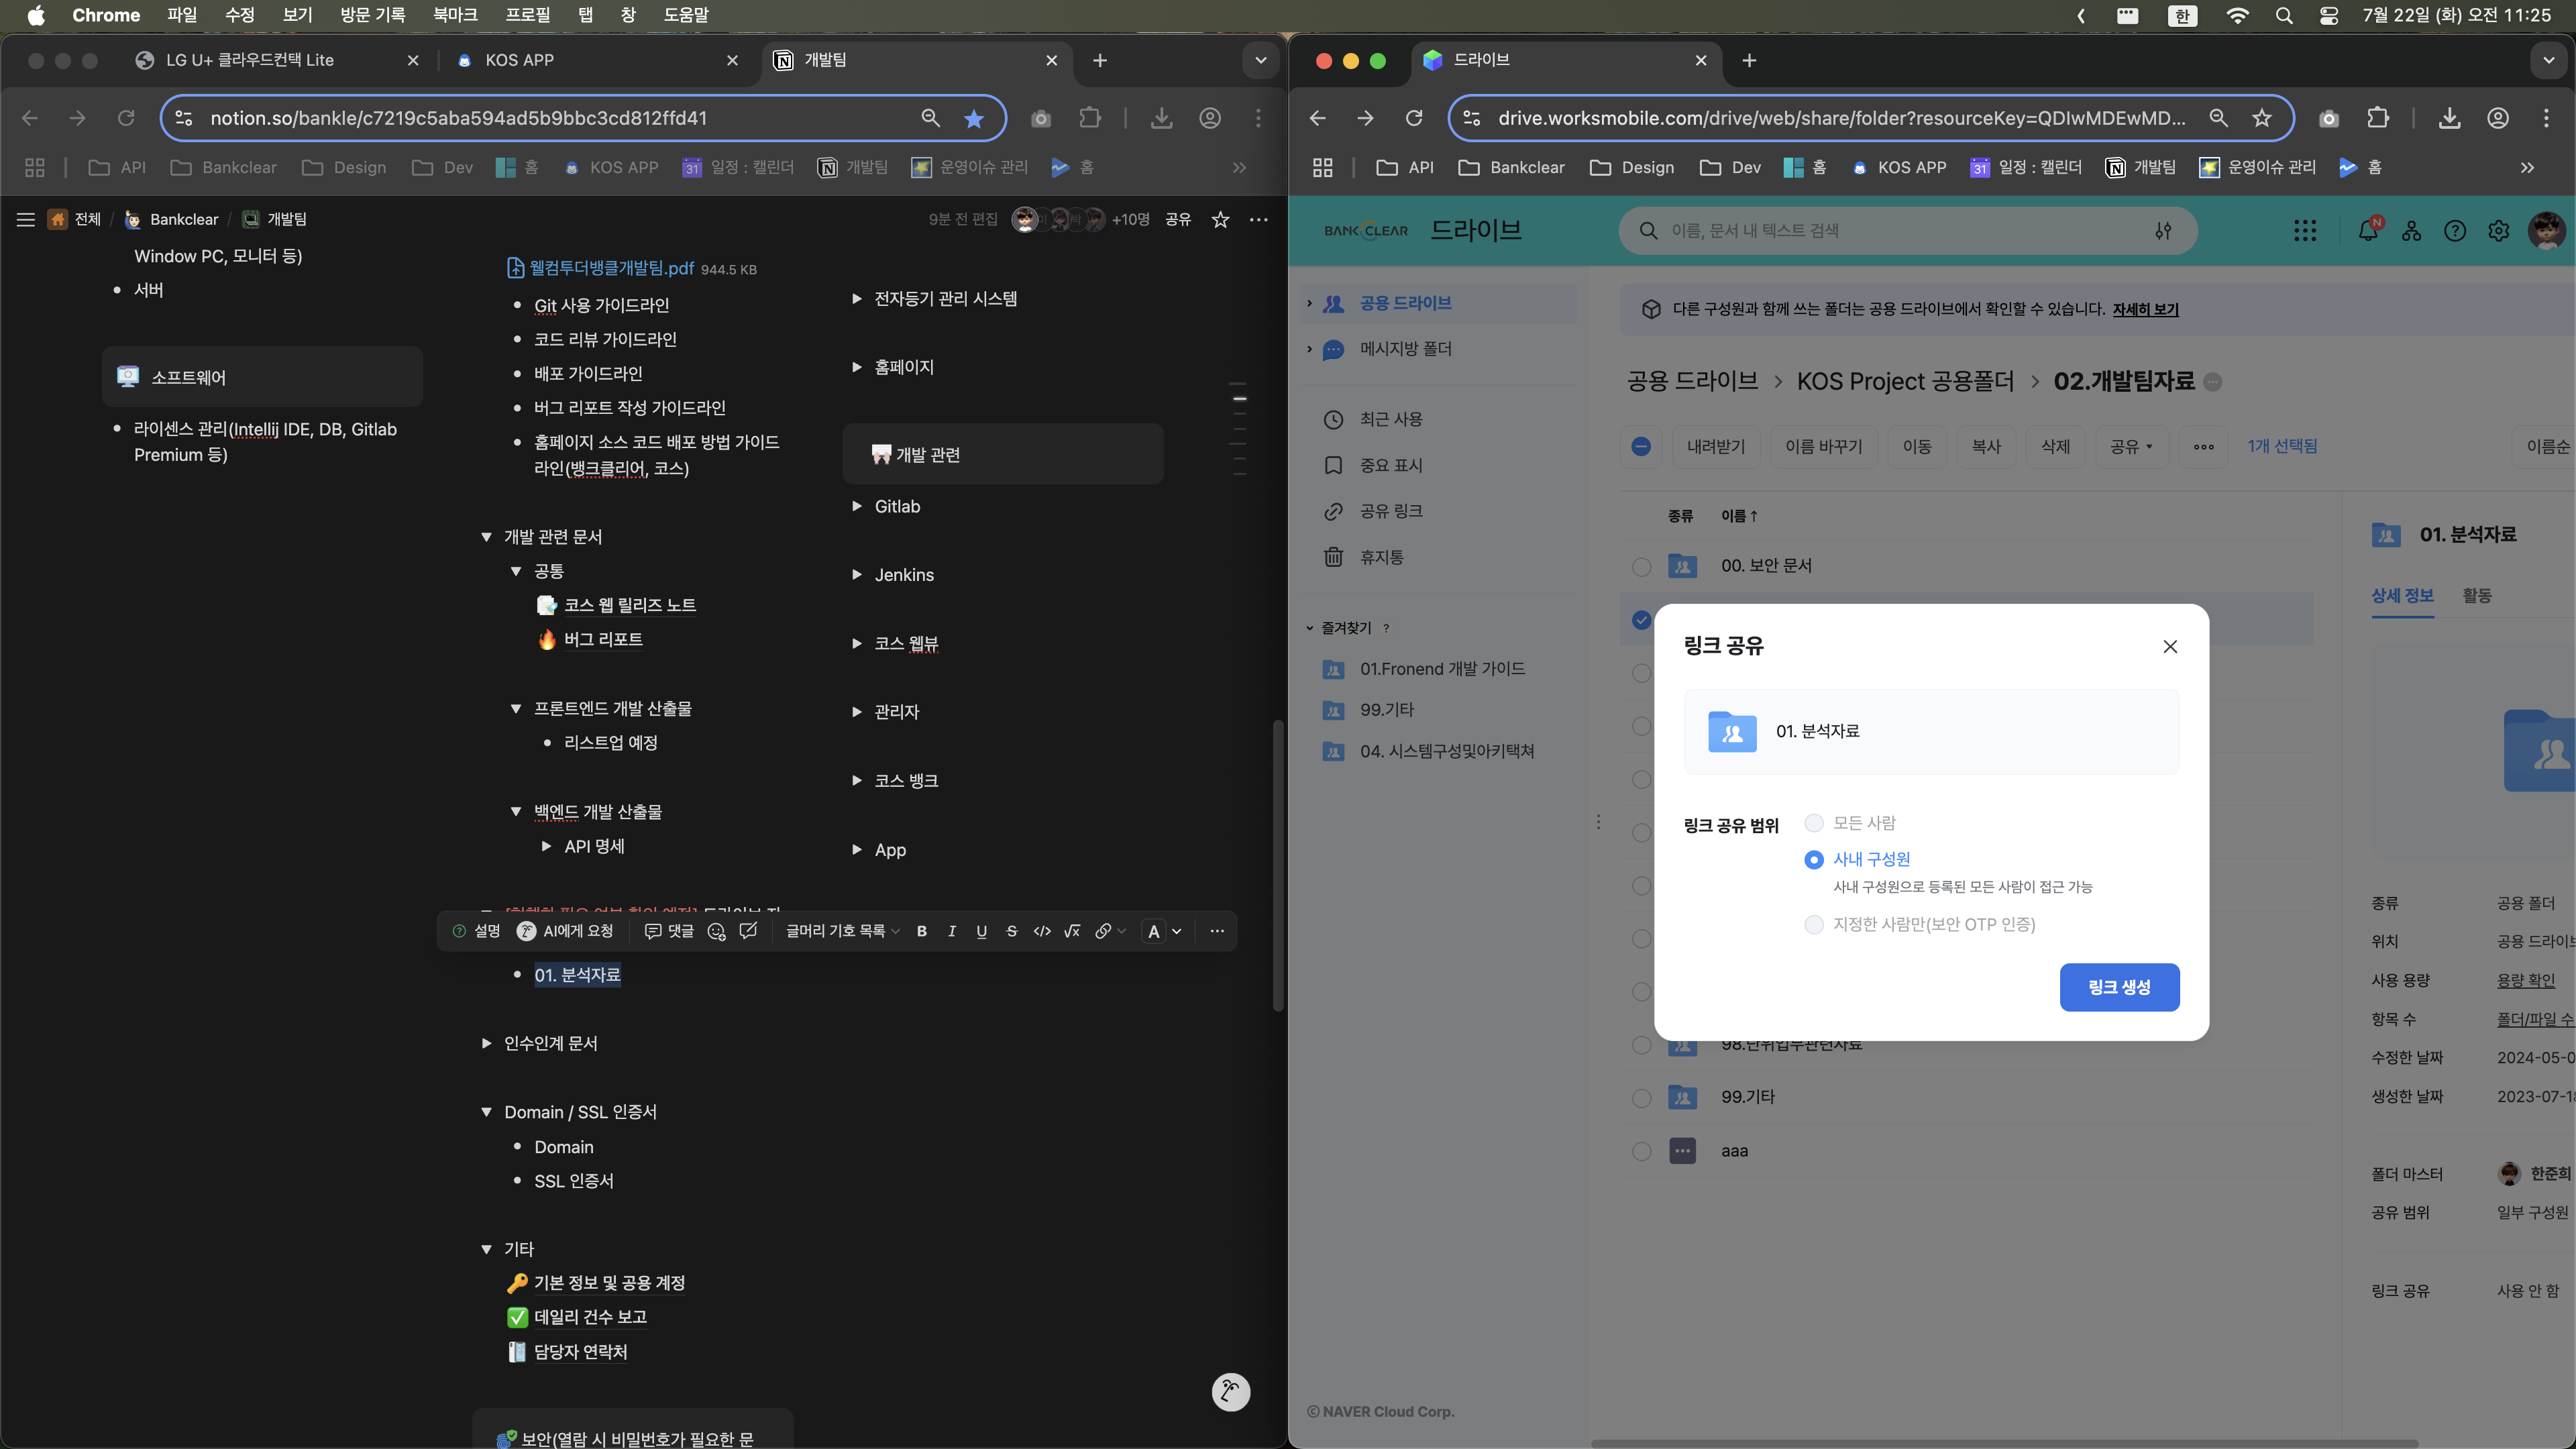 Chrome 파일 수정 보기 방문 기록 북마크 프로필 탭 창 도움말
한 7월 22일 (화) 오전 11:25
LG U+ 클라우드컨택 Lite
KOS APP
개발팀
notion.so/bankle/c7219c5aba594ad5b9bbc3cd812ffd41
API Bankclear Design Dev 홈 KOS APP 31 일정 : 캘린더 개발팀 운영이슈 관리 홈
전체 / Bankclear / 개발팀
9분 전 편집 +10명 공유
Window PC, 모니터 등)
서버
소프트웨어
라이센스 관리(Intellij IDE, DB, Gitlab
Premium 등)
웰컴투더뱅클개발팀.pdf 944.5 KB
Git 사용 가이드라인
코드 리뷰 가이드라인
배포 가이드라인
버그 리포트 작성 가이드라인
홈페이지 소스 코드 배포 방법 가이드
라인(뱅크클리어, 코스)
개발 관련 문서
공통
코스 웹 릴리즈 노트
버그 리포트
프론트엔드 개발 산출물
리스트업 예정
백엔드 개발 산출물
API 명세
설명 AI에게 요청 댓글 글머리 기호 목록 B I U S A
01. 분석자료
인수인계 문서
Domain / SSL 인증서
Domain
SSL 인증서
기타
기본 정보 및 공용 계정
데일리 건수 보고
담당자 연락처
보안(열람 시 비밀번호가 필요한 문
전자등기 관리 시스템
홈페이지
개발 관련
Gitlab
Jenkins
코스 웹뷰
관리자
코스 뱅크
App
드라이브
drive.worksmobile.com/drive/web/share/folder?resourceKey=QDIwMDEwMD...
API Bankclear Design Dev 홈 KOS APP 31 일정 : 캘린더 개발팀 운영이슈 관리 홈
BANKCLEAR 드라이브
이름, 문서 내 텍스트 검색
N
공용 드라이브
메시지방 폴더
최근 사용
중요 표시
공유 링크
휴지통
즐겨찾기 ?
01.Fronend 개발 가이드
99.기타
04. 시스템구성및아키택쳐
© NAVER Cloud Corp.
다른 구성원과 함께 쓰는 폴더는 공용 드라이브에서 확인할 수 있습니다. 자세히 보기
공용 드라이브 > KOS Project 공용폴더 > 02.개발팀자료
내려받기 이름 바꾸기 이동 복사 삭제 공유 1개 선택됨 이름순
종류 이름 ↑
00. 보안 문서
링크 공유
01. 분석자료
링크 공유 범위
모든 사람
사내 구성원
사내 구성원으로 등록된 모든 사람이 접근 가능
지정한 사람만(보안 OTP 인증)
링크 생성
98.단위업무관련자료
99.기타
aaa
01. 분석자료
상세 정보 활동
종류 공용 폴더
위치 공용 드라이브
사용 용량 용량 확인
항목 수 폴더/파일 수
수정한 날짜 2024-05-0
생성한 날짜 2023-07-18
폴더 마스터 한준희
공유 범위 일부 구성원
링크 공유 사용 안 함